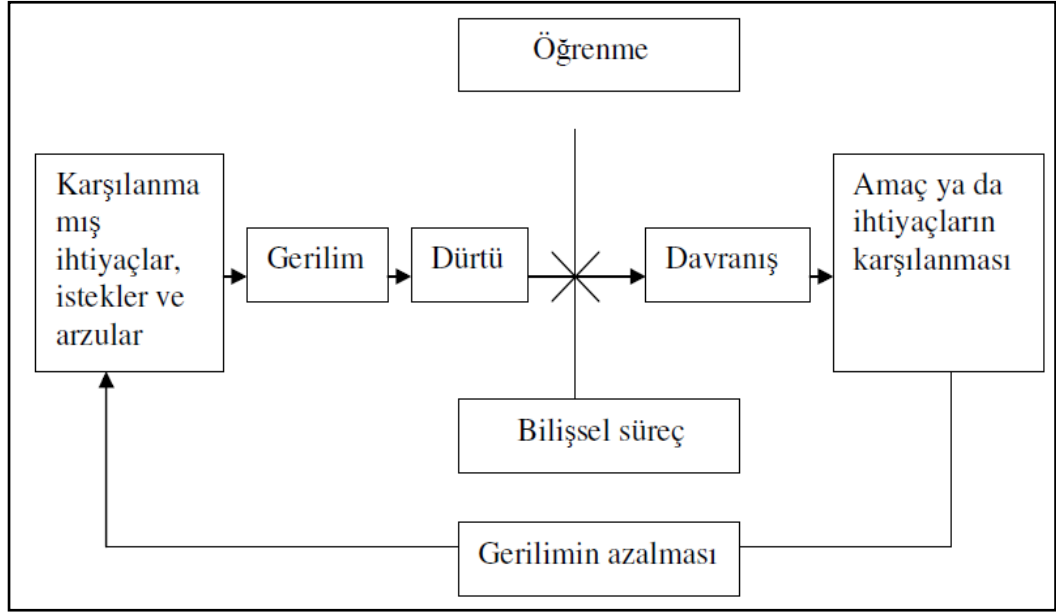 Öğrenme
Karşılanma
mış
ihtiyaçlar,
istekler ve
arzular
Gerilim
Dürtü
Davranış
Amaç ya da
ihtiyaçların
karşılanması
Bilişsel süreç
Gerilimin azalması